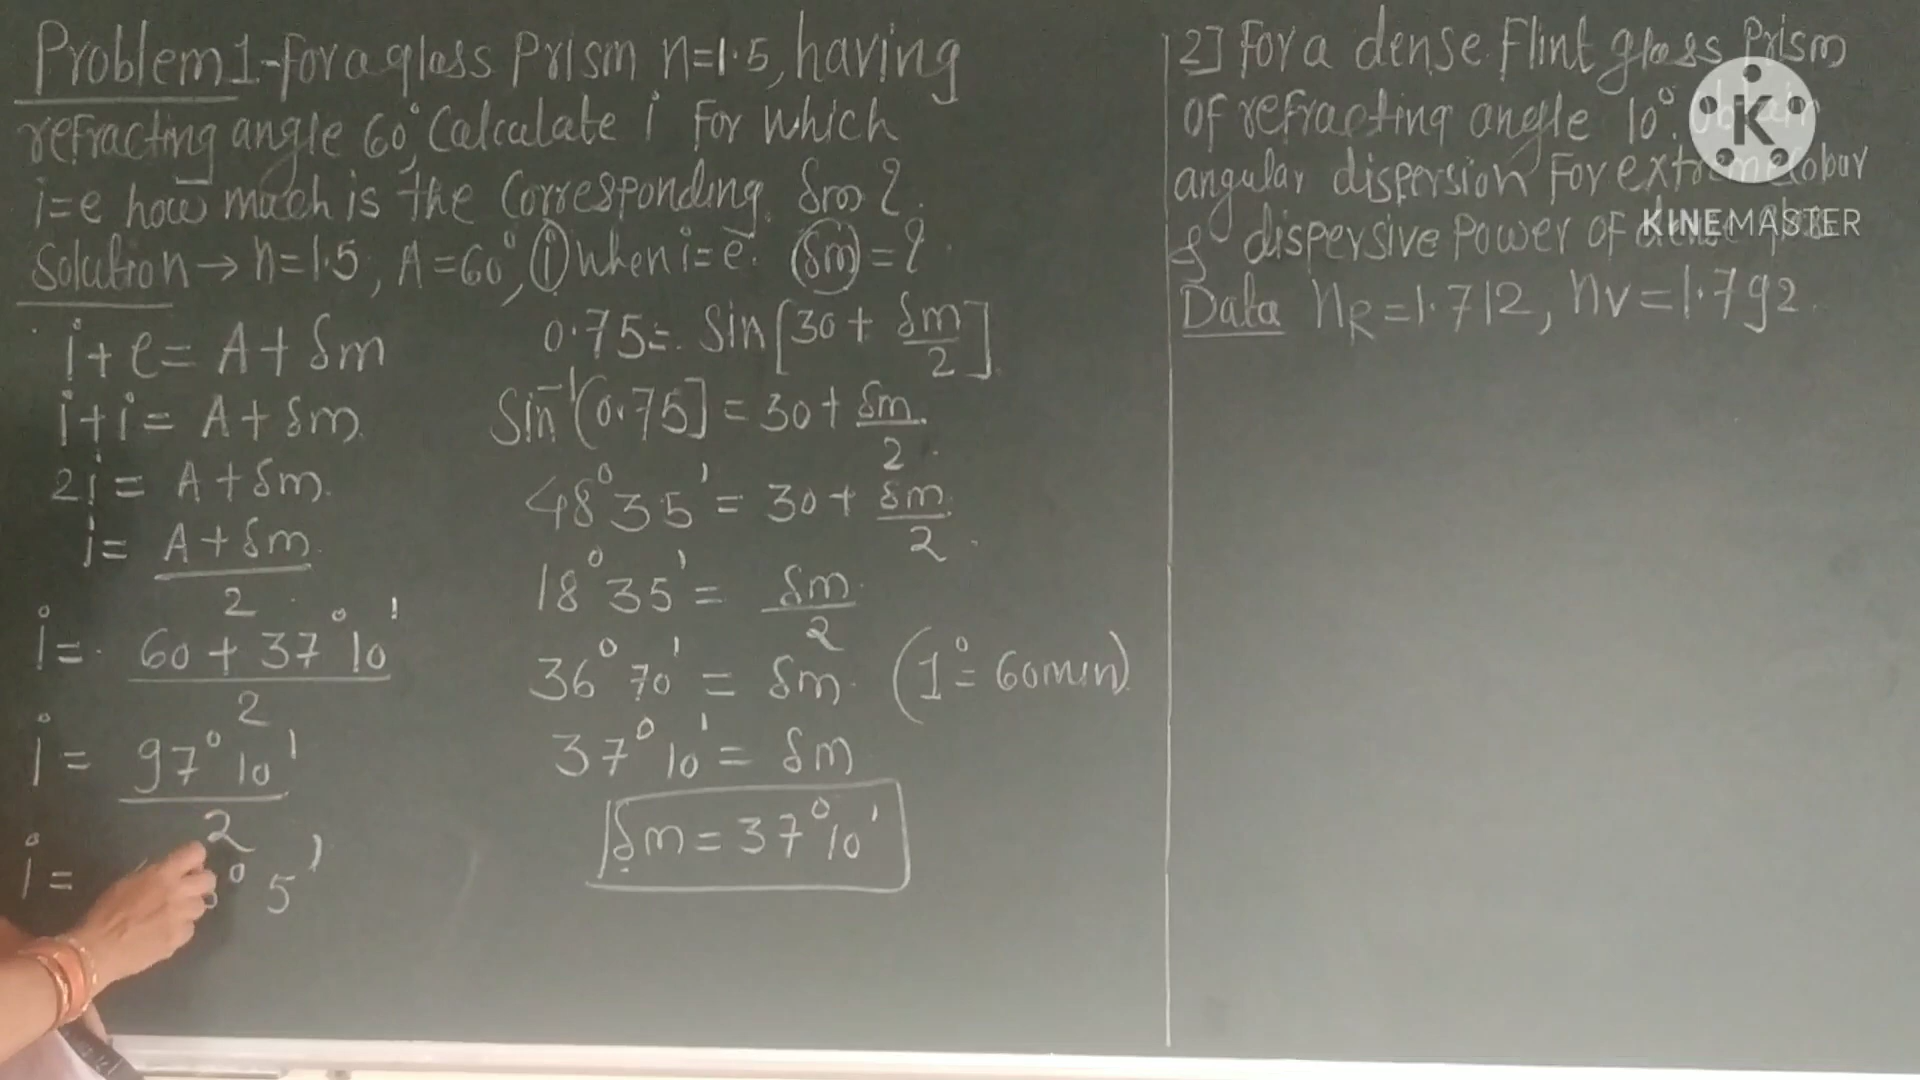 Problem 1 - For a glass Prism n=1.5, having
refracting angle 60°, Calculate i for which
i=e how much is the Corresponding δm ?
Solution → n=1.5, A=60°, i when i=e. δm=?
i+e = A+δm
i+i = A+δm
2i = A+δm
i = A+δm
2
i = 60+37°10'
2
i = 97°10'
2
i = ° 5'
0.75 = Sin[30+ δm/2]
Sin⁻¹(0.75] = 30+ δm/2
48°35' = 30+ δm/2
18°35' = δm/2
36°70' = δm (1°=60min)
37°10' = δm
δm = 37°10'
2] For a dense Flint glass Prism
of refracting angle 10°.
angular dispersion For extreme colour
& dispersive Power of dense glass
Data nR=1.712, nv=1.792.
K
KINEMASTER